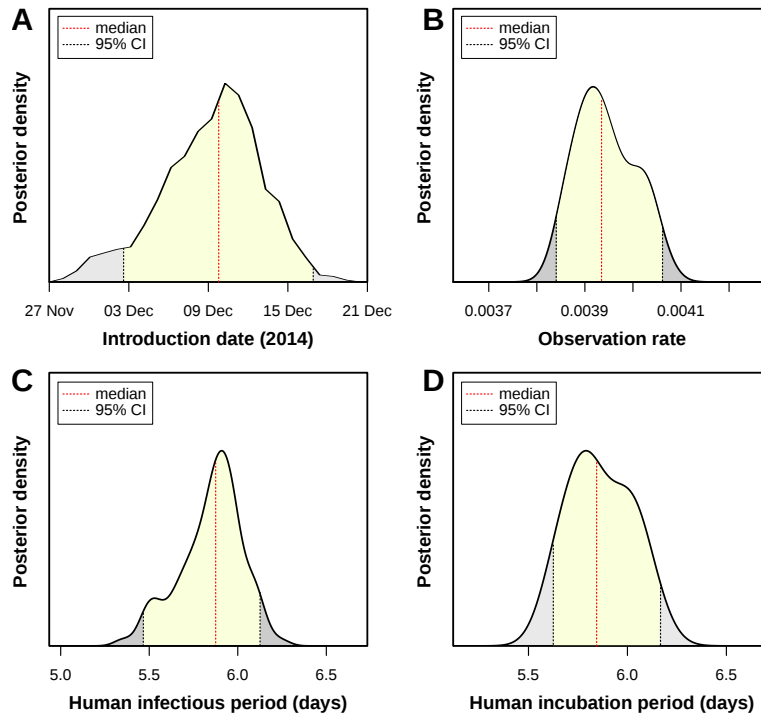 A
median
95% CI
Posterior density
27 Nov 03 Dec 09 Dec 15 Dec 21 Dec
Introduction date (2014)
B
median
95% CI
Posterior density
0.0037 0.0039 0.0041
Observation rate
C
median
95% CI
Posterior density
5.0 5.5 6.0 6.5
Human infectious period (days)
D
median
95% CI
Posterior density
5.5 6.0 6.5
Human incubation period (days)